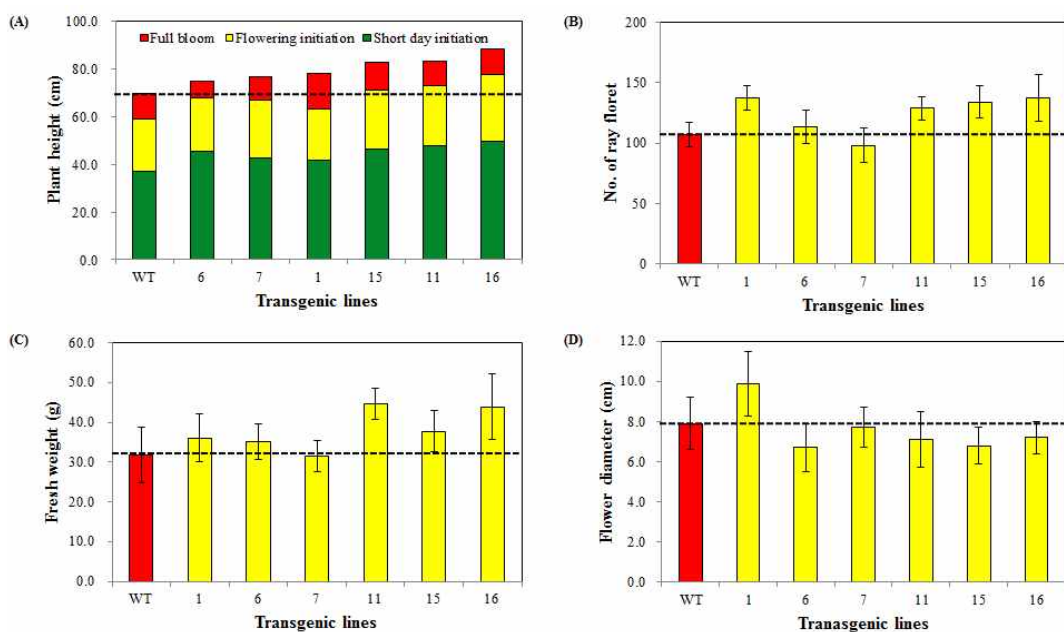 (A)
100.0
80.0
60.0
40.0
20.0
0.0
Plant height (cm)
Full bloom Flowering initiation Short day initiation
WT 6 7 1 15 11 16
Transgenic lines
(B)
200
150
100
50
0
No. of ray floret
WT 1 6 7 11 15 16
Transgenic lines
(C)
60.0
50.0
40.0
30.0
20.0
10.0
0.0
Fresh weight (g)
WT 1 6 7 11 15 16
Transgenic lines
(D)
12.0
10.0
8.0
6.0
4.0
2.0
0.0
Flower diameter (cm)
WT 1 6 7 11 15 16
Tranasgenic lines